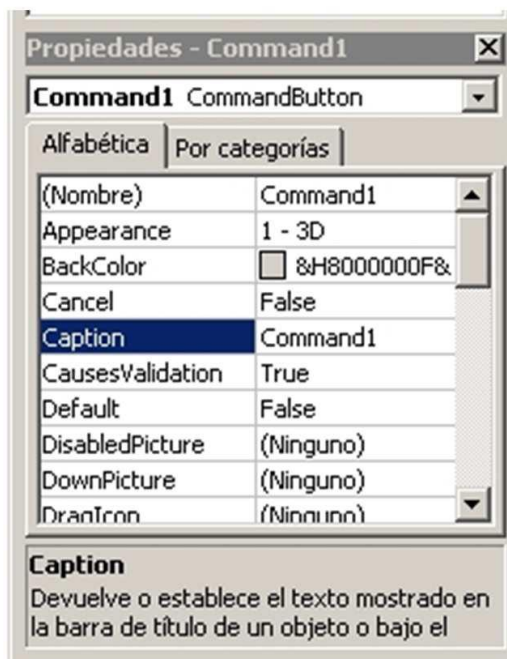 Propiedades - Command1
Command1 CommandButton
Alfabética Por categorías
(Nombre) Command1
Appearance 1 - 3D
BackColor &H8000000F&
Cancel False
Caption Command1
CausesValidation True
Default False
DisabledPicture (Ninguno)
DownPicture (Ninguno)
DragIcon (Ninguno)
Caption
Devuelve o establece el texto mostrado en
la barra de título de un objeto o bajo el